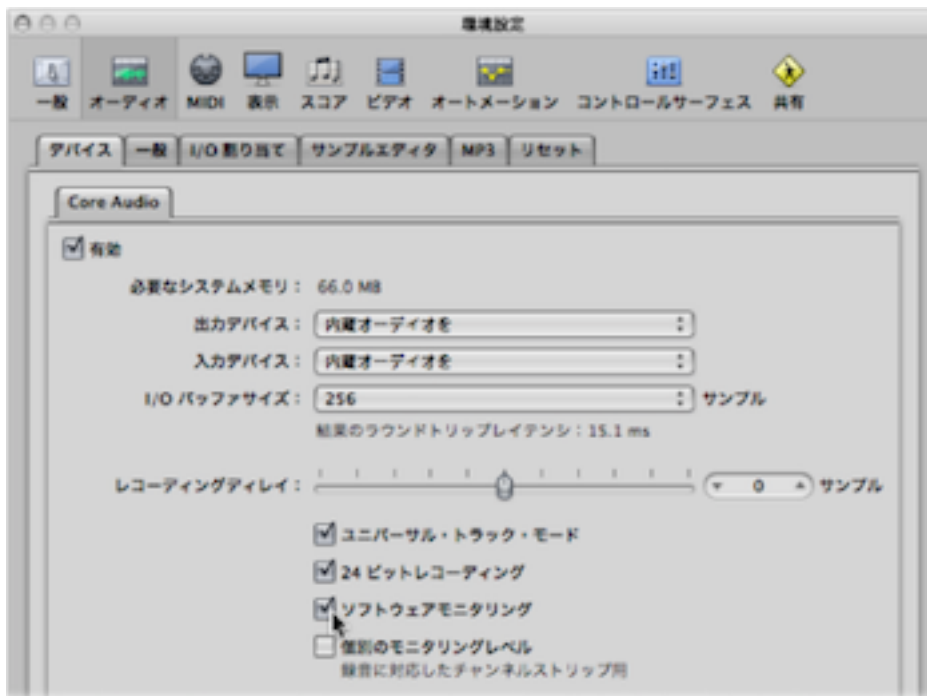 環境設定
一般 オーディオ MIDI 表示 スコア ビデオ オートメーション コントロールサーフェス 共有
デバイス 一般 I/O 割り当て サンプルエディタ MP3 リセット
Core Audio
有効
必要なシステムメモリ： 66.0 MB
出力デバイス： 内蔵オーディオを
入力デバイス： 内蔵オーディオを
I/O バッファサイズ： 256 サンプル
結果のラウンドトリップレイテンシ：15.1 ms
レコーディングディレイ： 0 サンプル
ユニバーサル・トラック・モード
24 ビットレコーディング
ソフトウェアモニタリング
個別のモニタリングレベル
録音に対応したチャンネルストリップ用